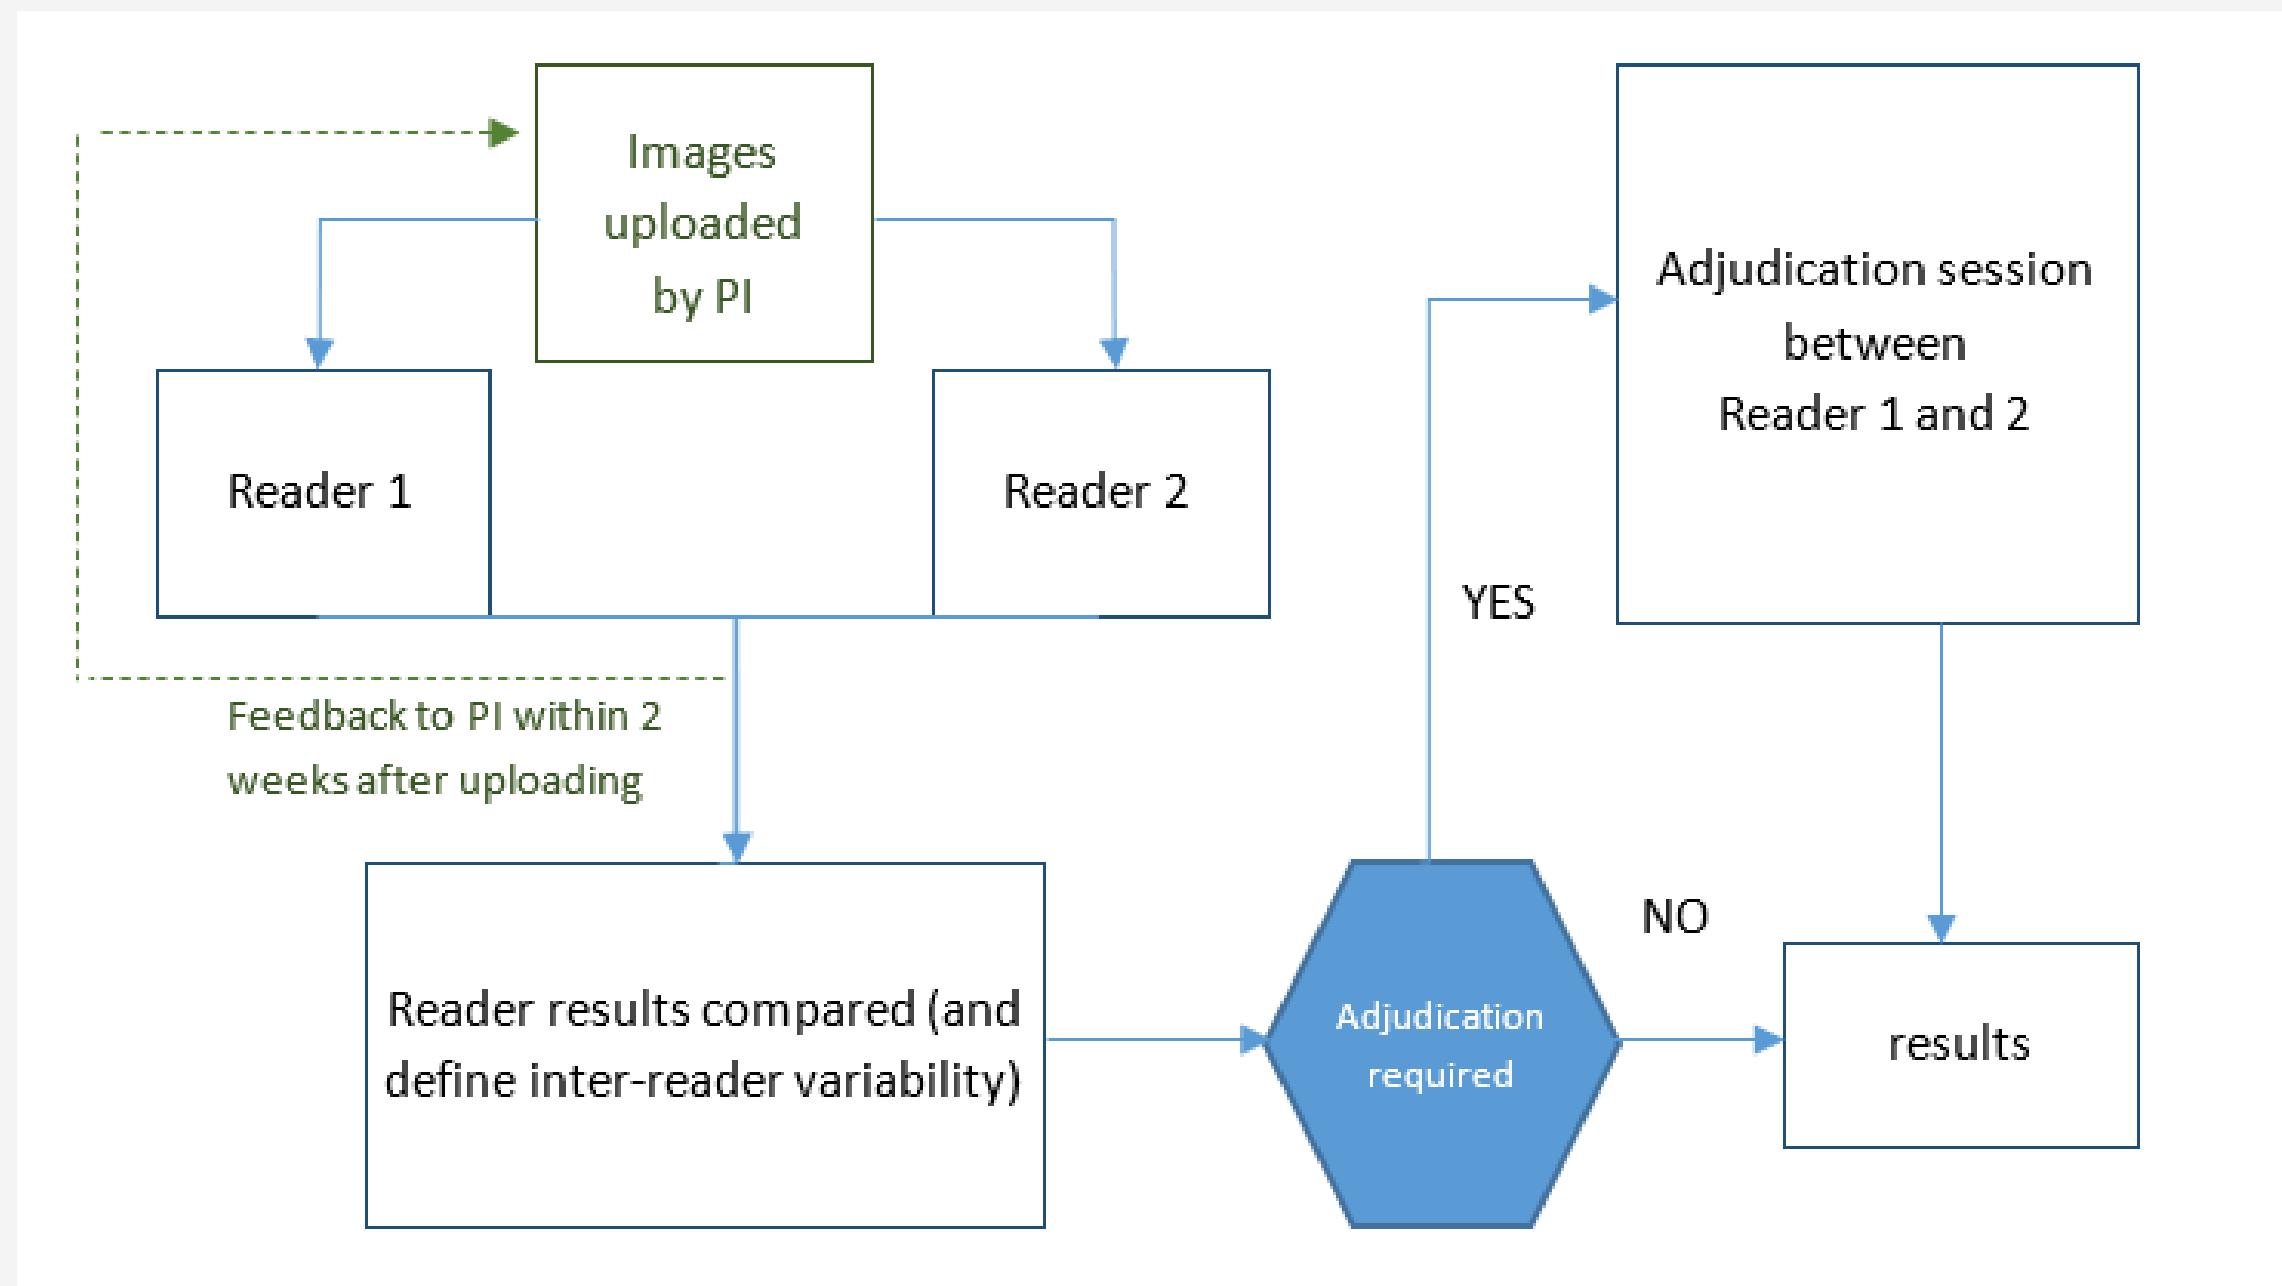 Images
uploaded
by PI
Reader 1
Reader 2
Feedback to PI within 2
weeks after uploading
Reader results compared (and
define inter-reader variability)
Adjudication
required
YES
NO
Adjudication session
between
Reader 1 and 2
results